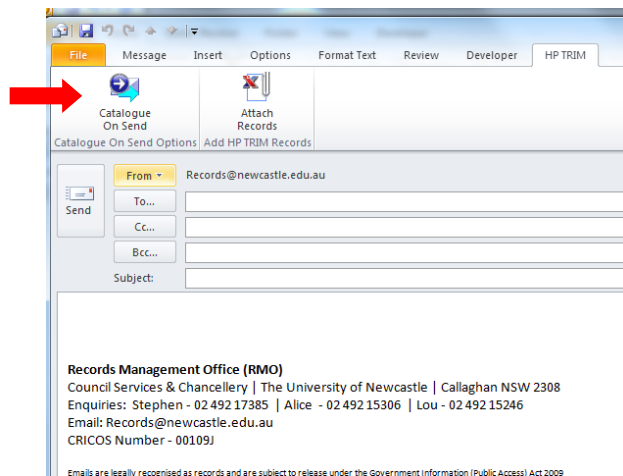 File Message Insert Options Format Text Review Developer HP TRIM
Catalogue On Send
Attach Records
Catalogue On Send Options Add HP TRIM Records
From Records@newcastle.edu.au
Send
To...
Cc...
Bcc...
Subject:
Records Management Office (RMO)
Council Services & Chancellery | The University of Newcastle | Callaghan NSW 2308
Enquiries: Stephen - 02 492 17385 | Alice - 02 492 15306 | Lou - 02 492 15246
Email: Records@newcastle.edu.au
CRICOS Number - 00109J
Emails are legally recognised as records and are subject to release under the Government Information (Public Access) Act 2009